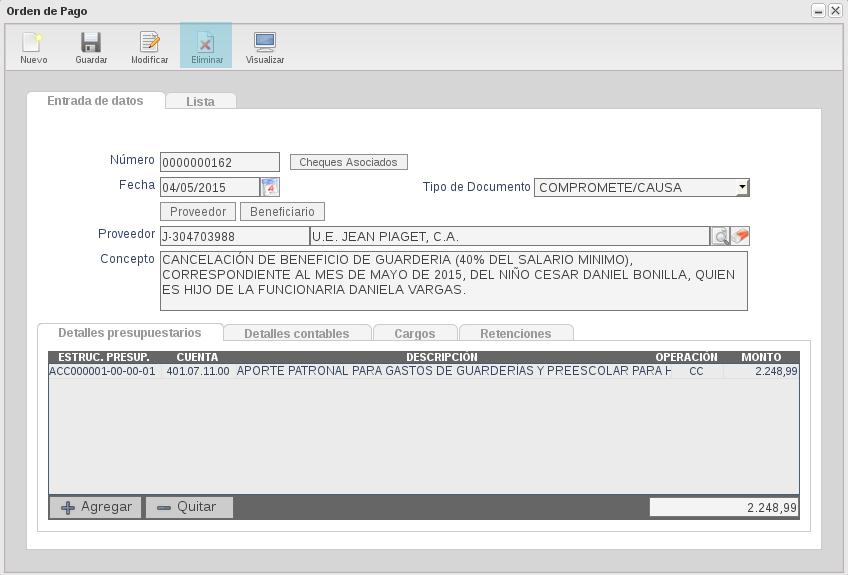 Orden de Pago
Nuevo Guardar Modificar Eliminar Visualizar
Entrada de datos Lista
Número 0000000162 Cheques Asociados
Fecha 04/05/2015 Tipo de Documento COMPROMETE/CAUSA
Proveedor Beneficiario
Proveedor J-304703988 U.E. JEAN PIAGET, C.A.
Concepto CANCELACIÓN DE BENEFICIO DE GUARDERIA (40% DEL SALARIO MINIMO),
CORRESPONDIENTE AL MES DE MAYO DE 2015, DEL NIÑO CESAR DANIEL BONILLA, QUIEN
ES HIJO DE LA FUNCIONARIA DANIELA VARGAS.
Detalles presupuestarios Detalles contables Cargos Retenciones
ESTRUC. PRESUP. CUENTA DESCRIPCIÓN OPERACIÓN MONTO
ACC000001-00-00-01 401.07.11.00 APORTE PATRONAL PARA GASTOS DE GUARDERÍAS Y PREESCOLAR PARA H CC 2.248,99
Agregar Quitar 2.248,99